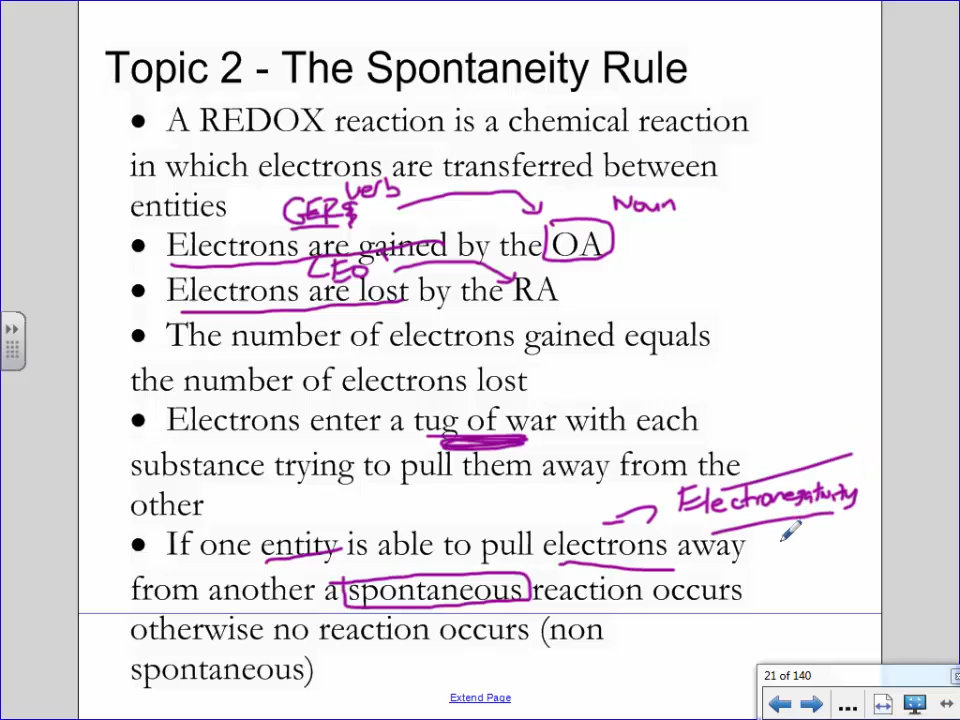 Topic 2 - The Spontaneity Rule
• A REDOX reaction is a chemical reaction
in which electrons are transferred between
entities
GER
verb
Noun
• Electrons are gained by the OA
LEO
• Electrons are lost by the RA
• The number of electrons gained equals
the number of electrons lost
• Electrons enter a tug of war with each
substance trying to pull them away from the
other
Electronegaturity
• If one entity is able to pull electrons away
from another a spontaneous reaction occurs
otherwise no reaction occurs (non
spontaneous)
Extend Page
21 of 140
...